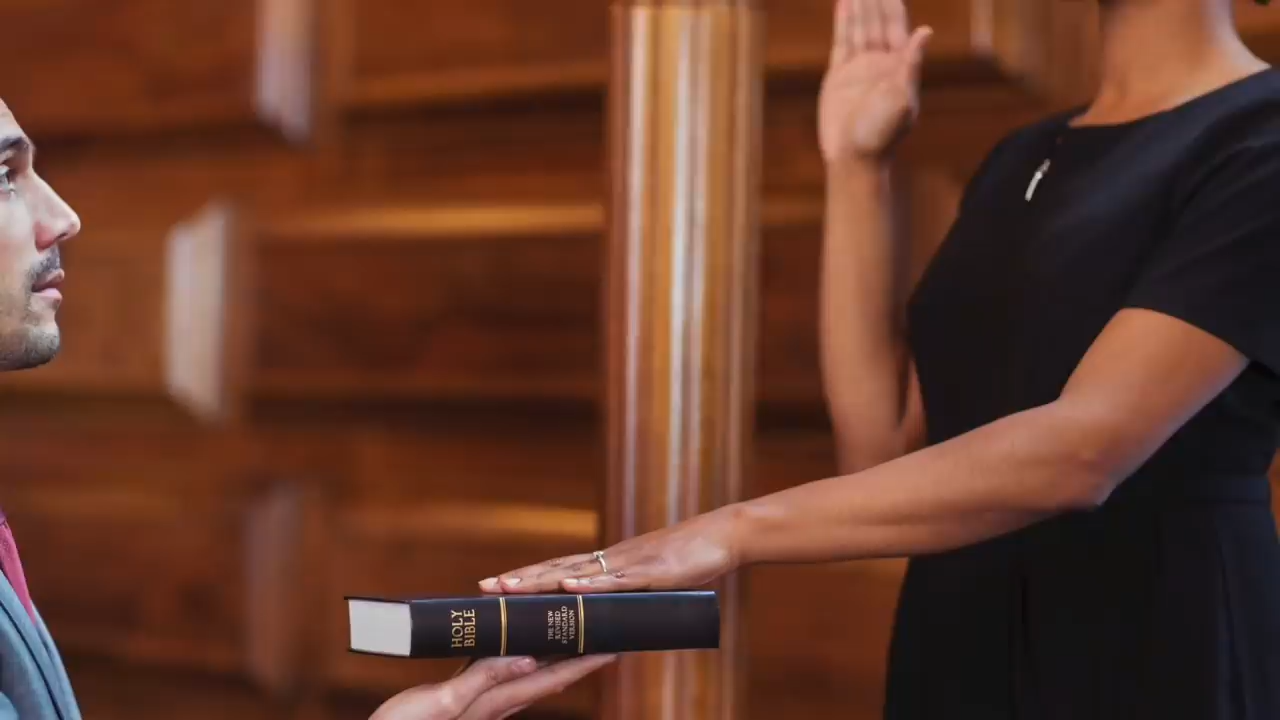 HOLY
BIBLE
THE NEW
REVISED
STANDARD
VERSION